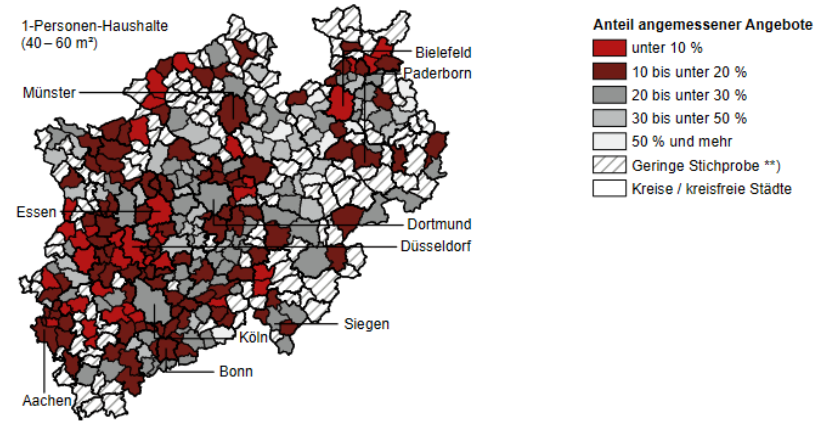 1-Personen-Haushalte
(40 – 60 m²)
Bielefeld
Paderborn
Münster
Essen
Dortmund
Düsseldorf
Siegen
Köln
Bonn
Aachen
Anteil angemessener Angebote
unter 10 %
10 bis unter 20 %
20 bis unter 30 %
30 bis unter 50 %
50 % und mehr
Geringe Stichprobe **)
Kreise / kreisfreie Städte